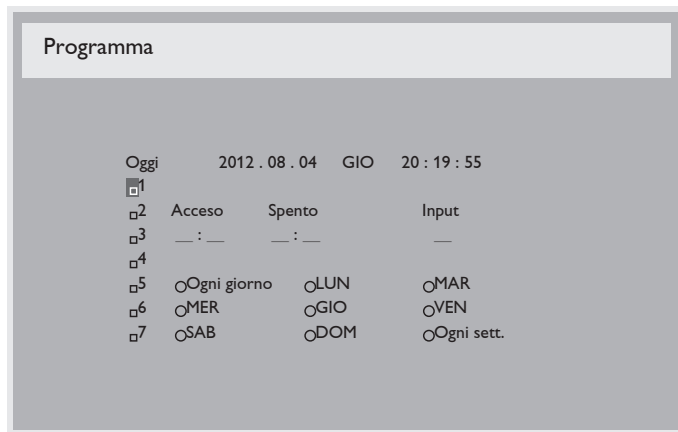 Programma
Oggi 2012 . 08 . 04 GIO 20 : 19 : 55
1
2 Acceso Spento Input
3 __ : __ __ : __ __
4
5 Ogni giorno LUN MAR
6 MER GIO VEN
7 SAB DOM Ogni sett.